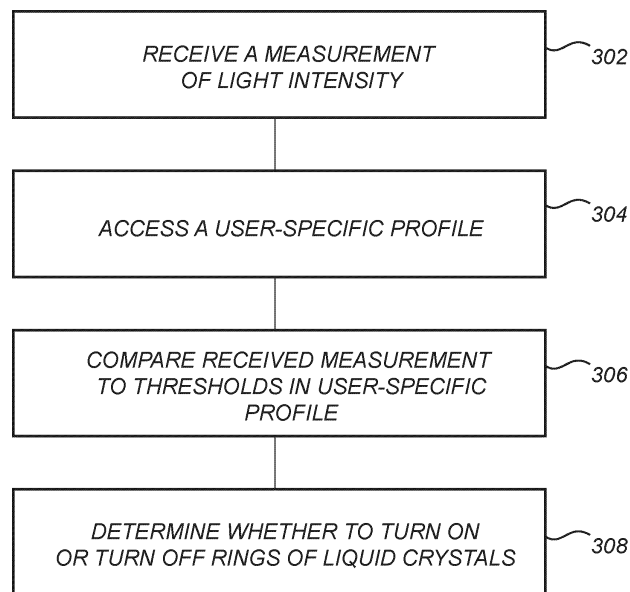 RECEIVE A MEASUREMENT
OF LIGHT INTENSITY
302
ACCESS A USER-SPECIFIC PROFILE
304
COMPARE RECEIVED MEASUREMENT
TO THRESHOLDS IN USER-SPECIFIC
PROFILE
306
DETERMINE WHETHER TO TURN ON
OR TURN OFF RINGS OF LIQUID CRYSTALS
308